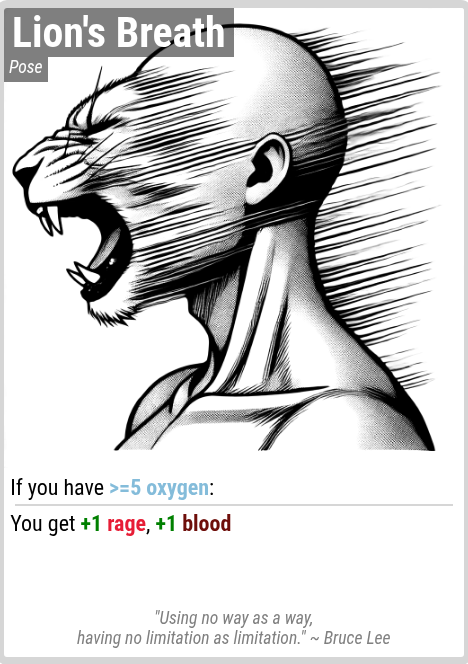 Lion's Breath
Pose
If you have >=5 oxygen:
You get +1 rage, +1 blood
"Using no way as a way,
having no limitation as limitation." ~ Bruce Lee